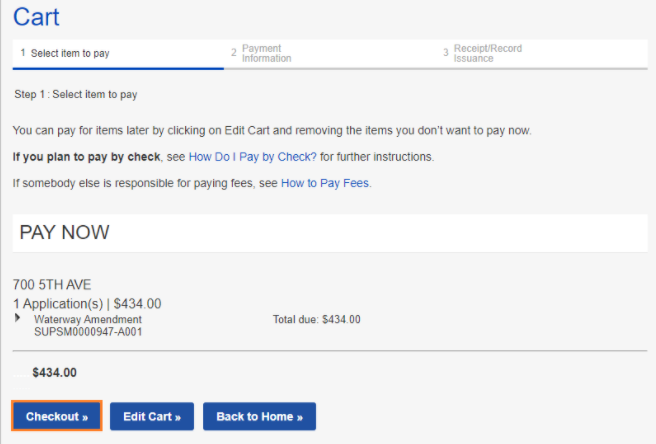 Cart
1 Select item to pay
2 Payment Information
3 Receipt/Record Issuance
Step 1 : Select item to pay
You can pay for items later by clicking on Edit Cart and removing the items you don't want to pay now.
If you plan to pay by check, see How Do I Pay by Check? for further instructions.
If somebody else is responsible for paying fees, see How to Pay Fees.
PAY NOW
700 5TH AVE
1 Application(s) | $434.00
Waterway Amendment Total due: $434.00
SUPSM0000947-A001
$434.00
Checkout » Edit Cart » Back to Home »